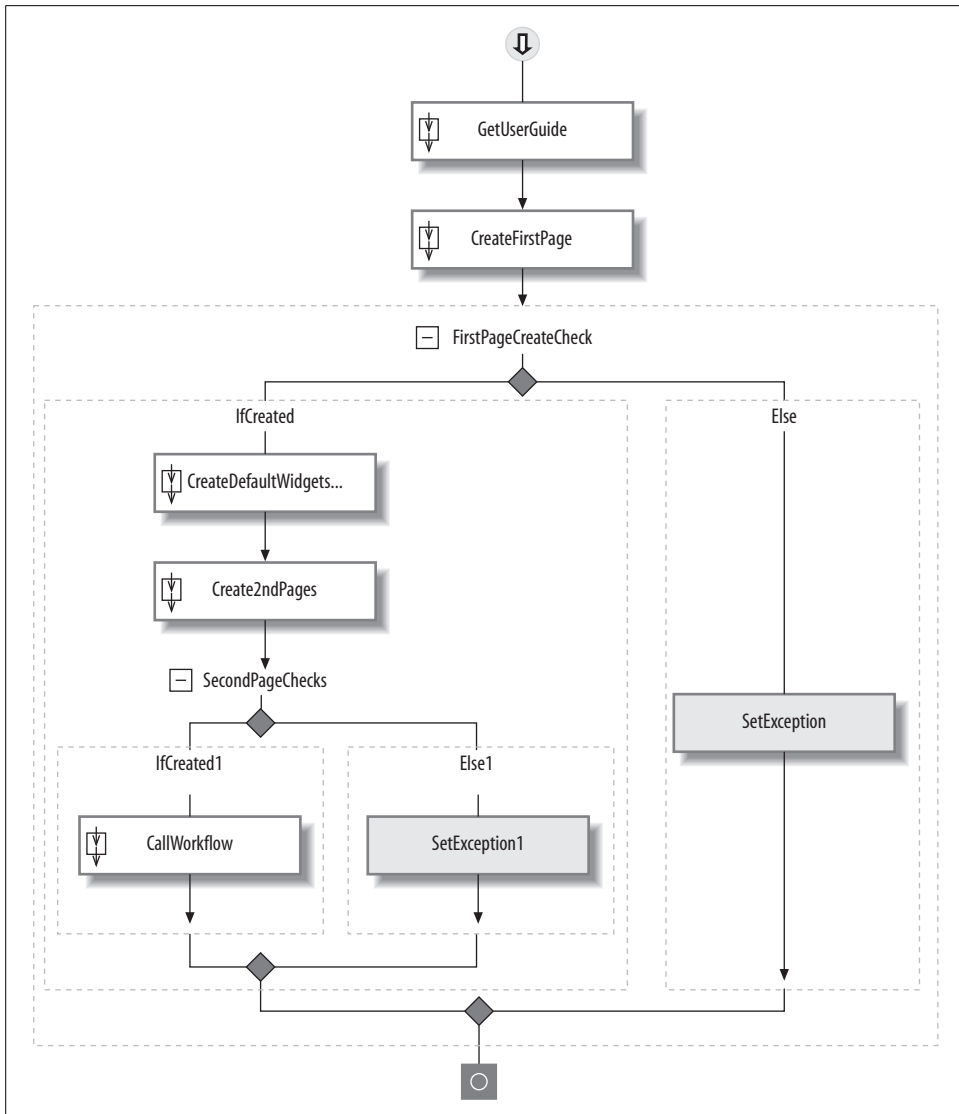 GetUserGuide
CreateFirstPage
FirstPageCreateCheck
IfCreated
Else
CreateDefaultWidgets...
Create2ndPages
SecondPageChecks
SetException
IfCreated1
Else1
CallWorkflow
SetException1